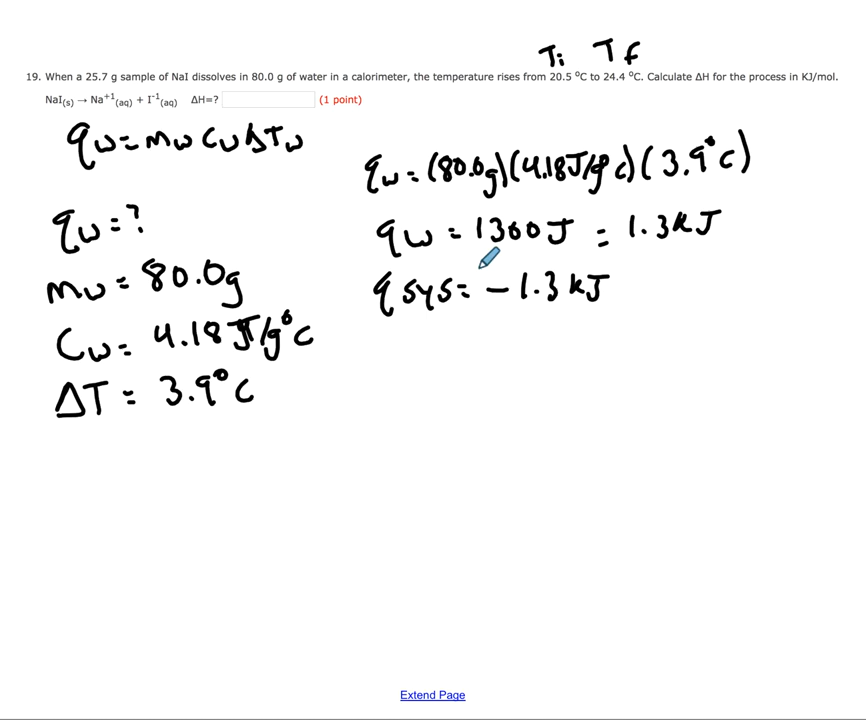 Ti Tf
19. When a 25.7 g sample of NaI dissolves in 80.0 g of water in a calorimeter, the temperature rises from 20.5 °C to 24.4 °C. Calculate ΔH for the process in KJ/mol.
NaI(s) → Na+1(aq) + I-1(aq) ΔH=? (1 point)
qw = mw cw ΔTw
qw = (80.0g)(4.18J/g°c)(3.9°c)
qw = ?
qw = 1300J = 1.3kJ
mw = 80.0g
qsys = -1.3kJ
Cw = 4.18 J/g°C
ΔT = 3.9°C
Extend Page